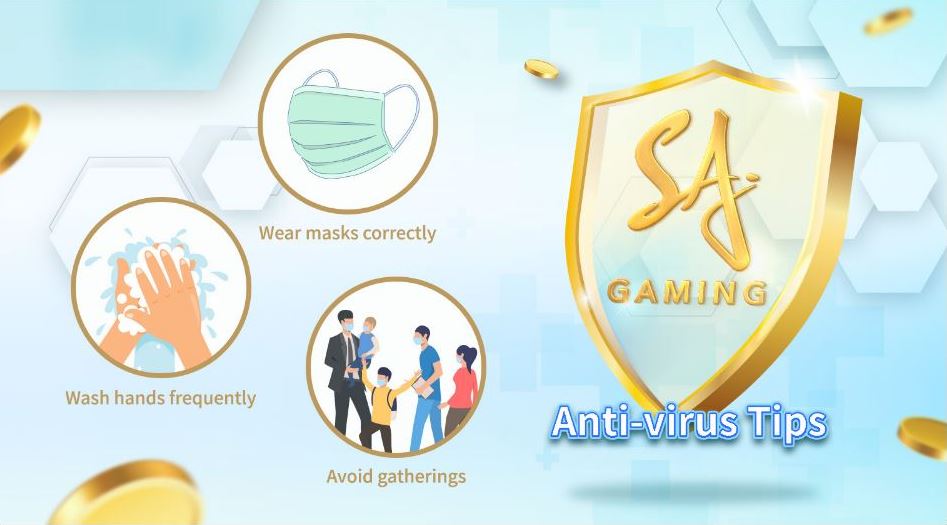 Wear masks correctly
Wash hands frequently
Avoid gatherings
SA
GAMING
Anti-virus Tips